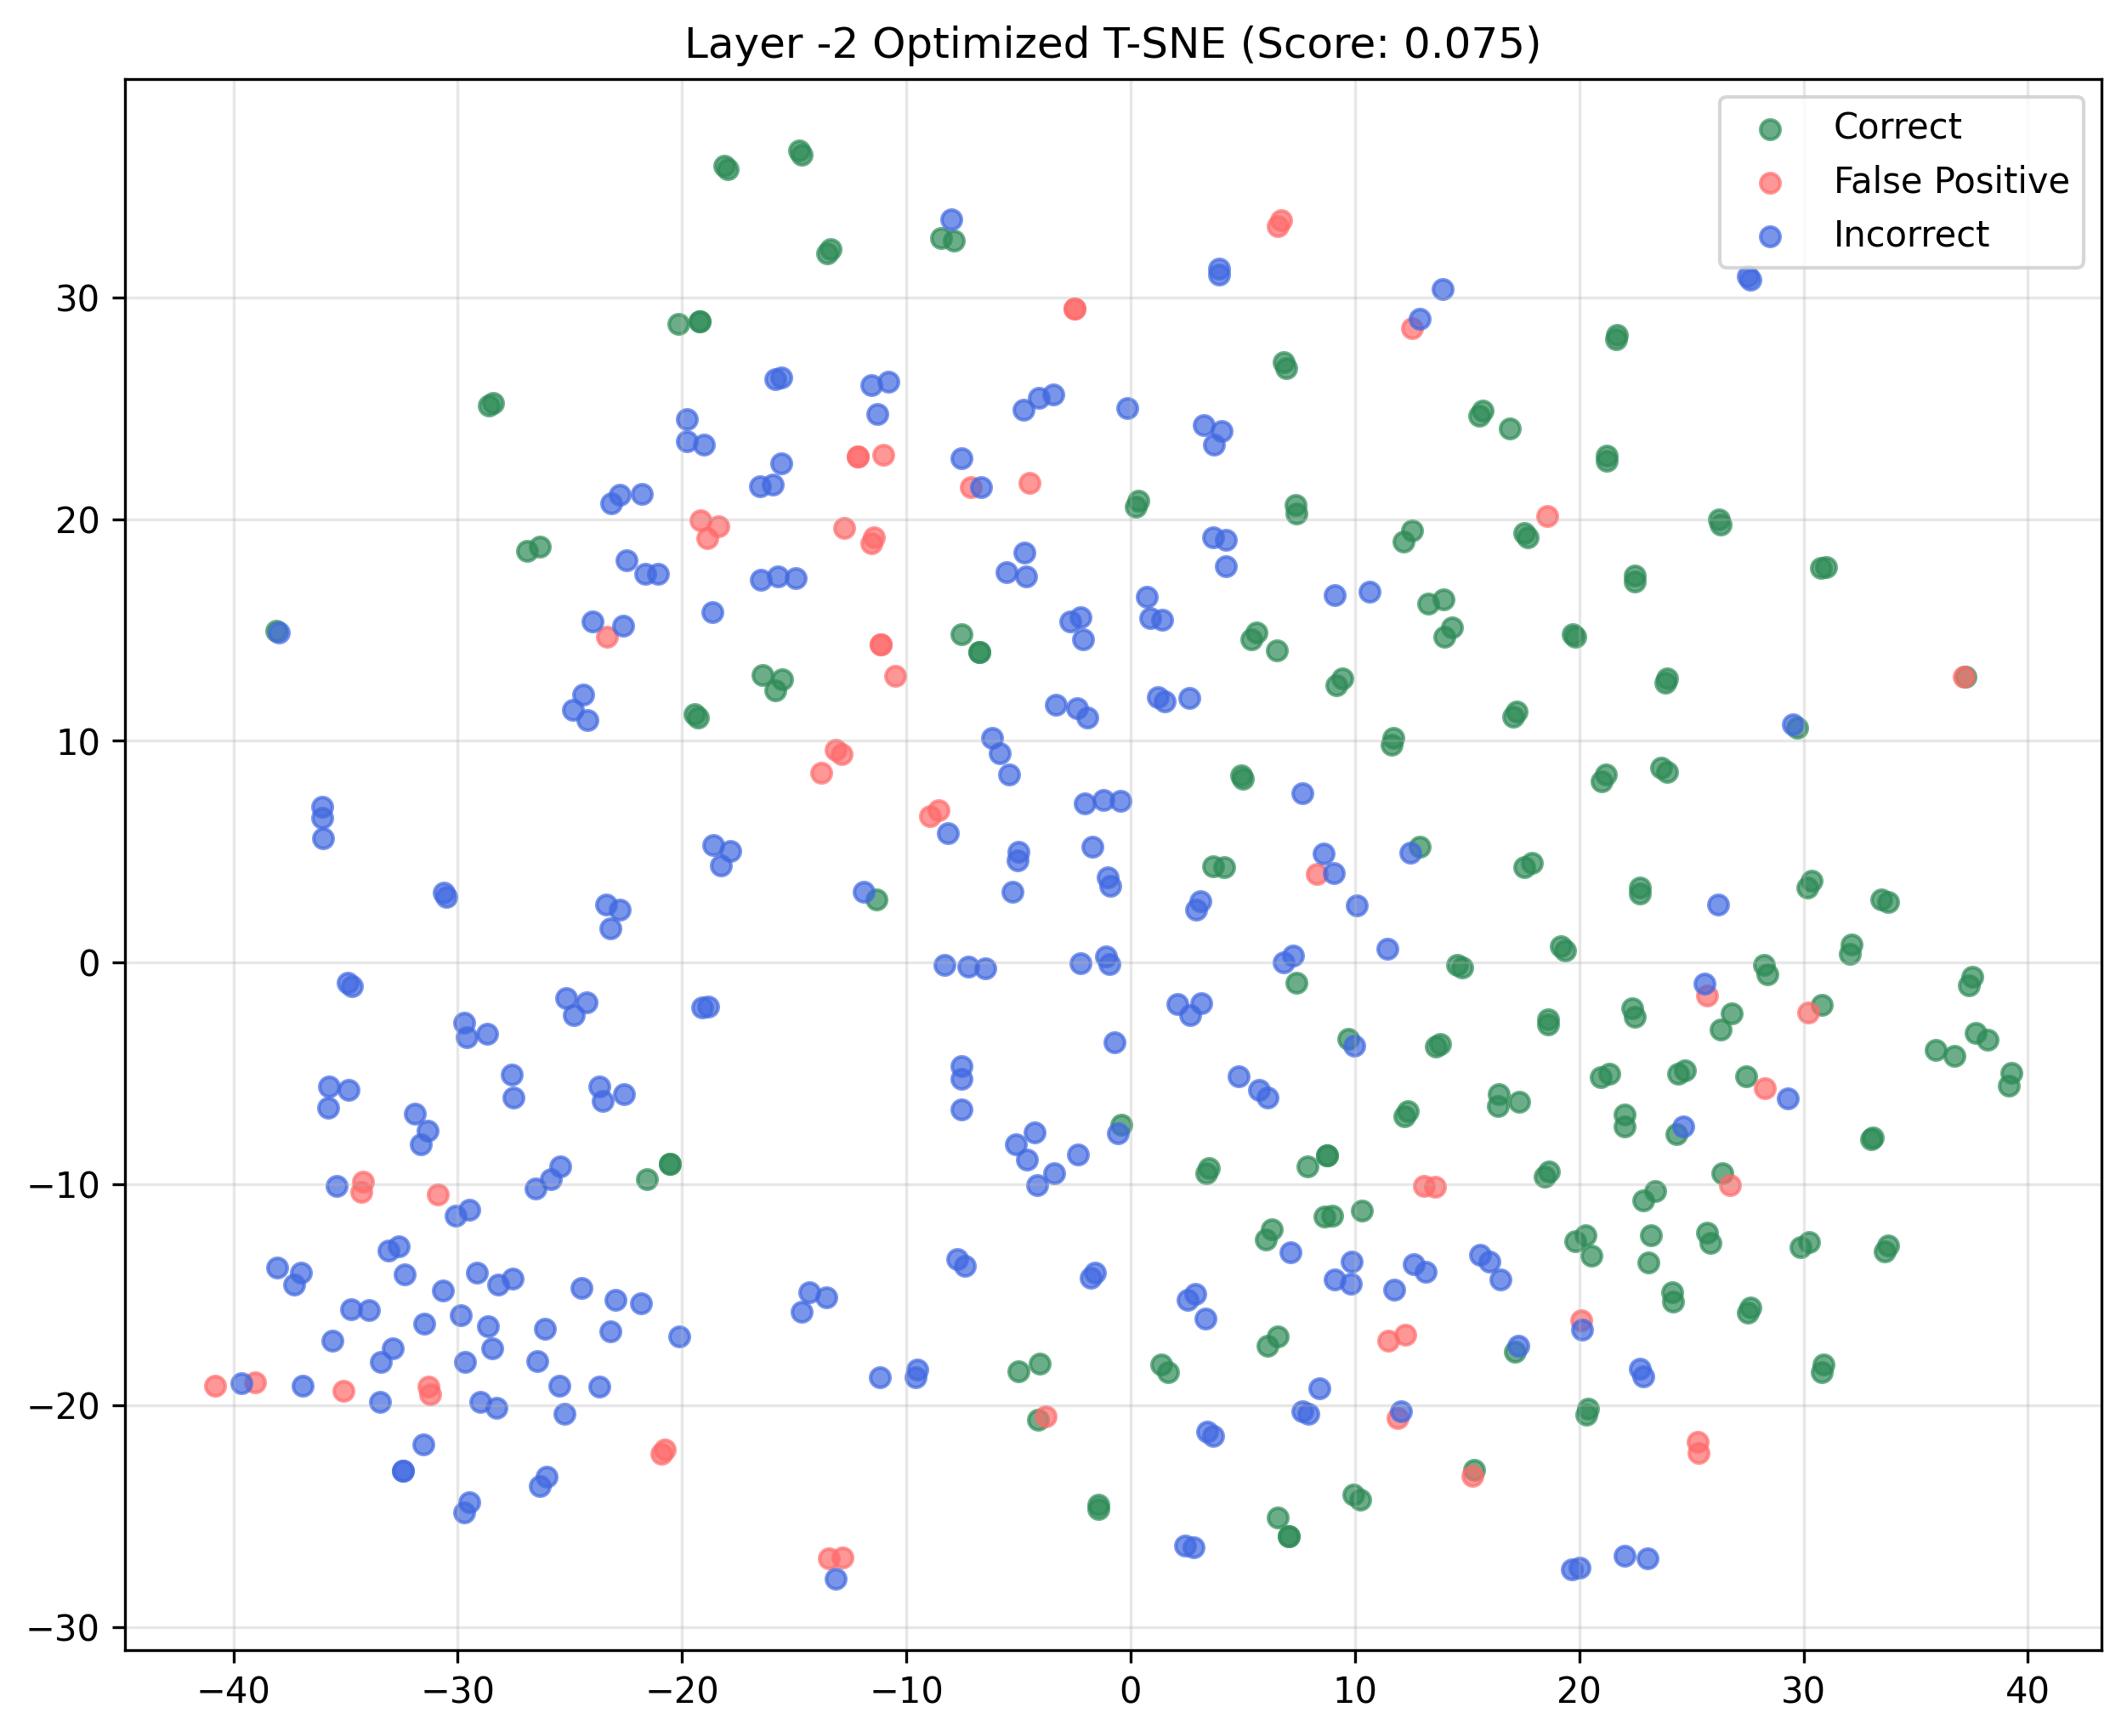 Layer -2 Optimized T-SNE (Score: 0.075)
Correct
False Positive
Incorrect
30
20
10
0
−10
−20
−30
−40 −30 −20 −10 0 10 20 30 40